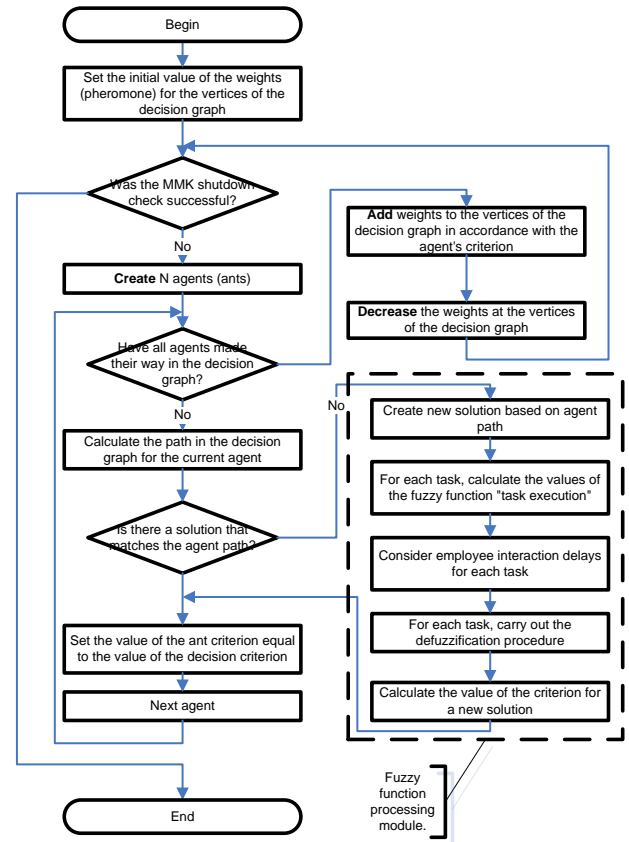 Begin
Set the initial value of the weights
(pheromone) for the vertices of the
decision graph
Was the MMK shutdown
check successful?
No
Create N agents (ants)
Have all agents made
their way in the decision
graph?
No
Calculate the path in the decision
graph for the current agent
Is there a solution that
matches the agent path?
Set the value of the ant criterion equal
to the value of the decision criterion
Next agent
End
Add weights to the vertices of the
decision graph in accordance with the
agent's criterion
Decrease the weights at the vertices
of the decision graph
No
Create new solution based on agent
path
For each task, calculate the values of
the fuzzy function "task execution"
Consider employee interaction delays
for each task
For each task, carry out the
defuzzification procedure
Calculate the value of the criterion for
a new solution
Fuzzy
function
processing
module.